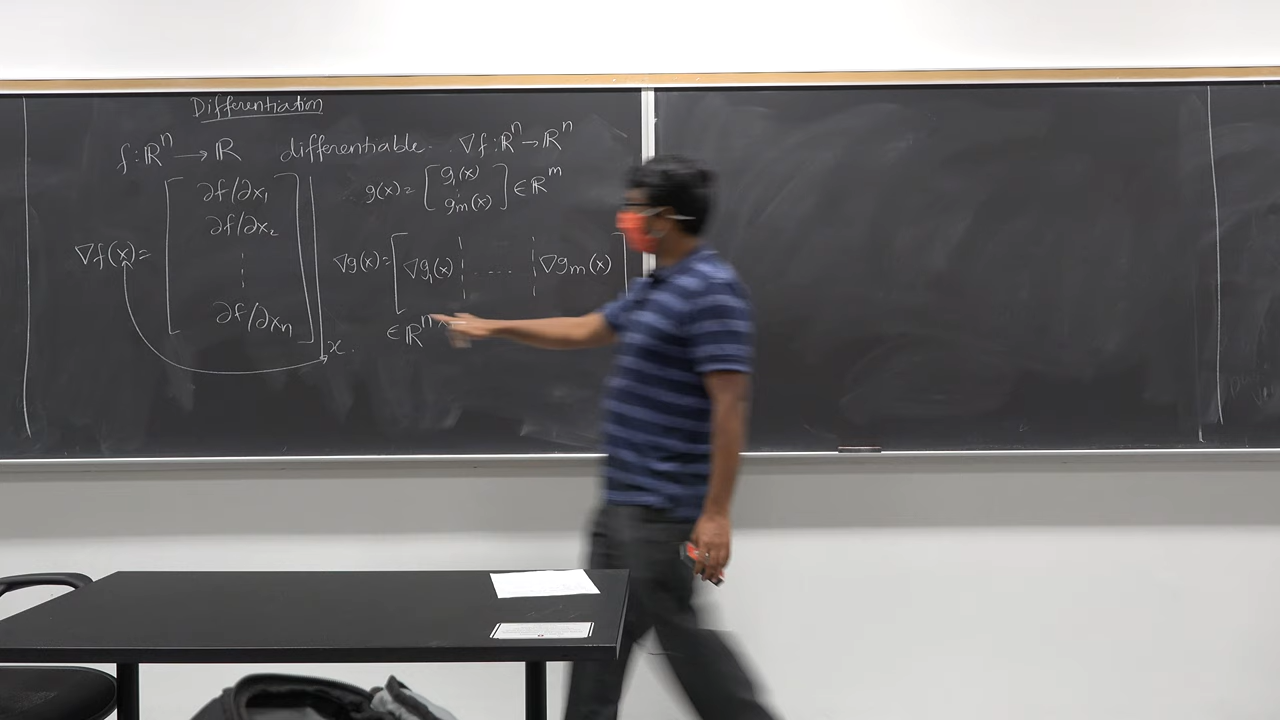 Differentiation
f: ℝⁿ → ℝ differentiable. ∇f: ℝⁿ → ℝⁿ
∇f(x) = [ ∂f/∂x₁
∂f/∂x₂
⋮
∂f/∂xₙ ]
x.
g(x) = [ g₁(x)
⋮
gₘ(x) ] ∈ ℝᵐ
∇g(x) = [ ∇g₁(x) ┆ ..... ┆ ∇gₘ(x) ]
∈ ℝⁿ